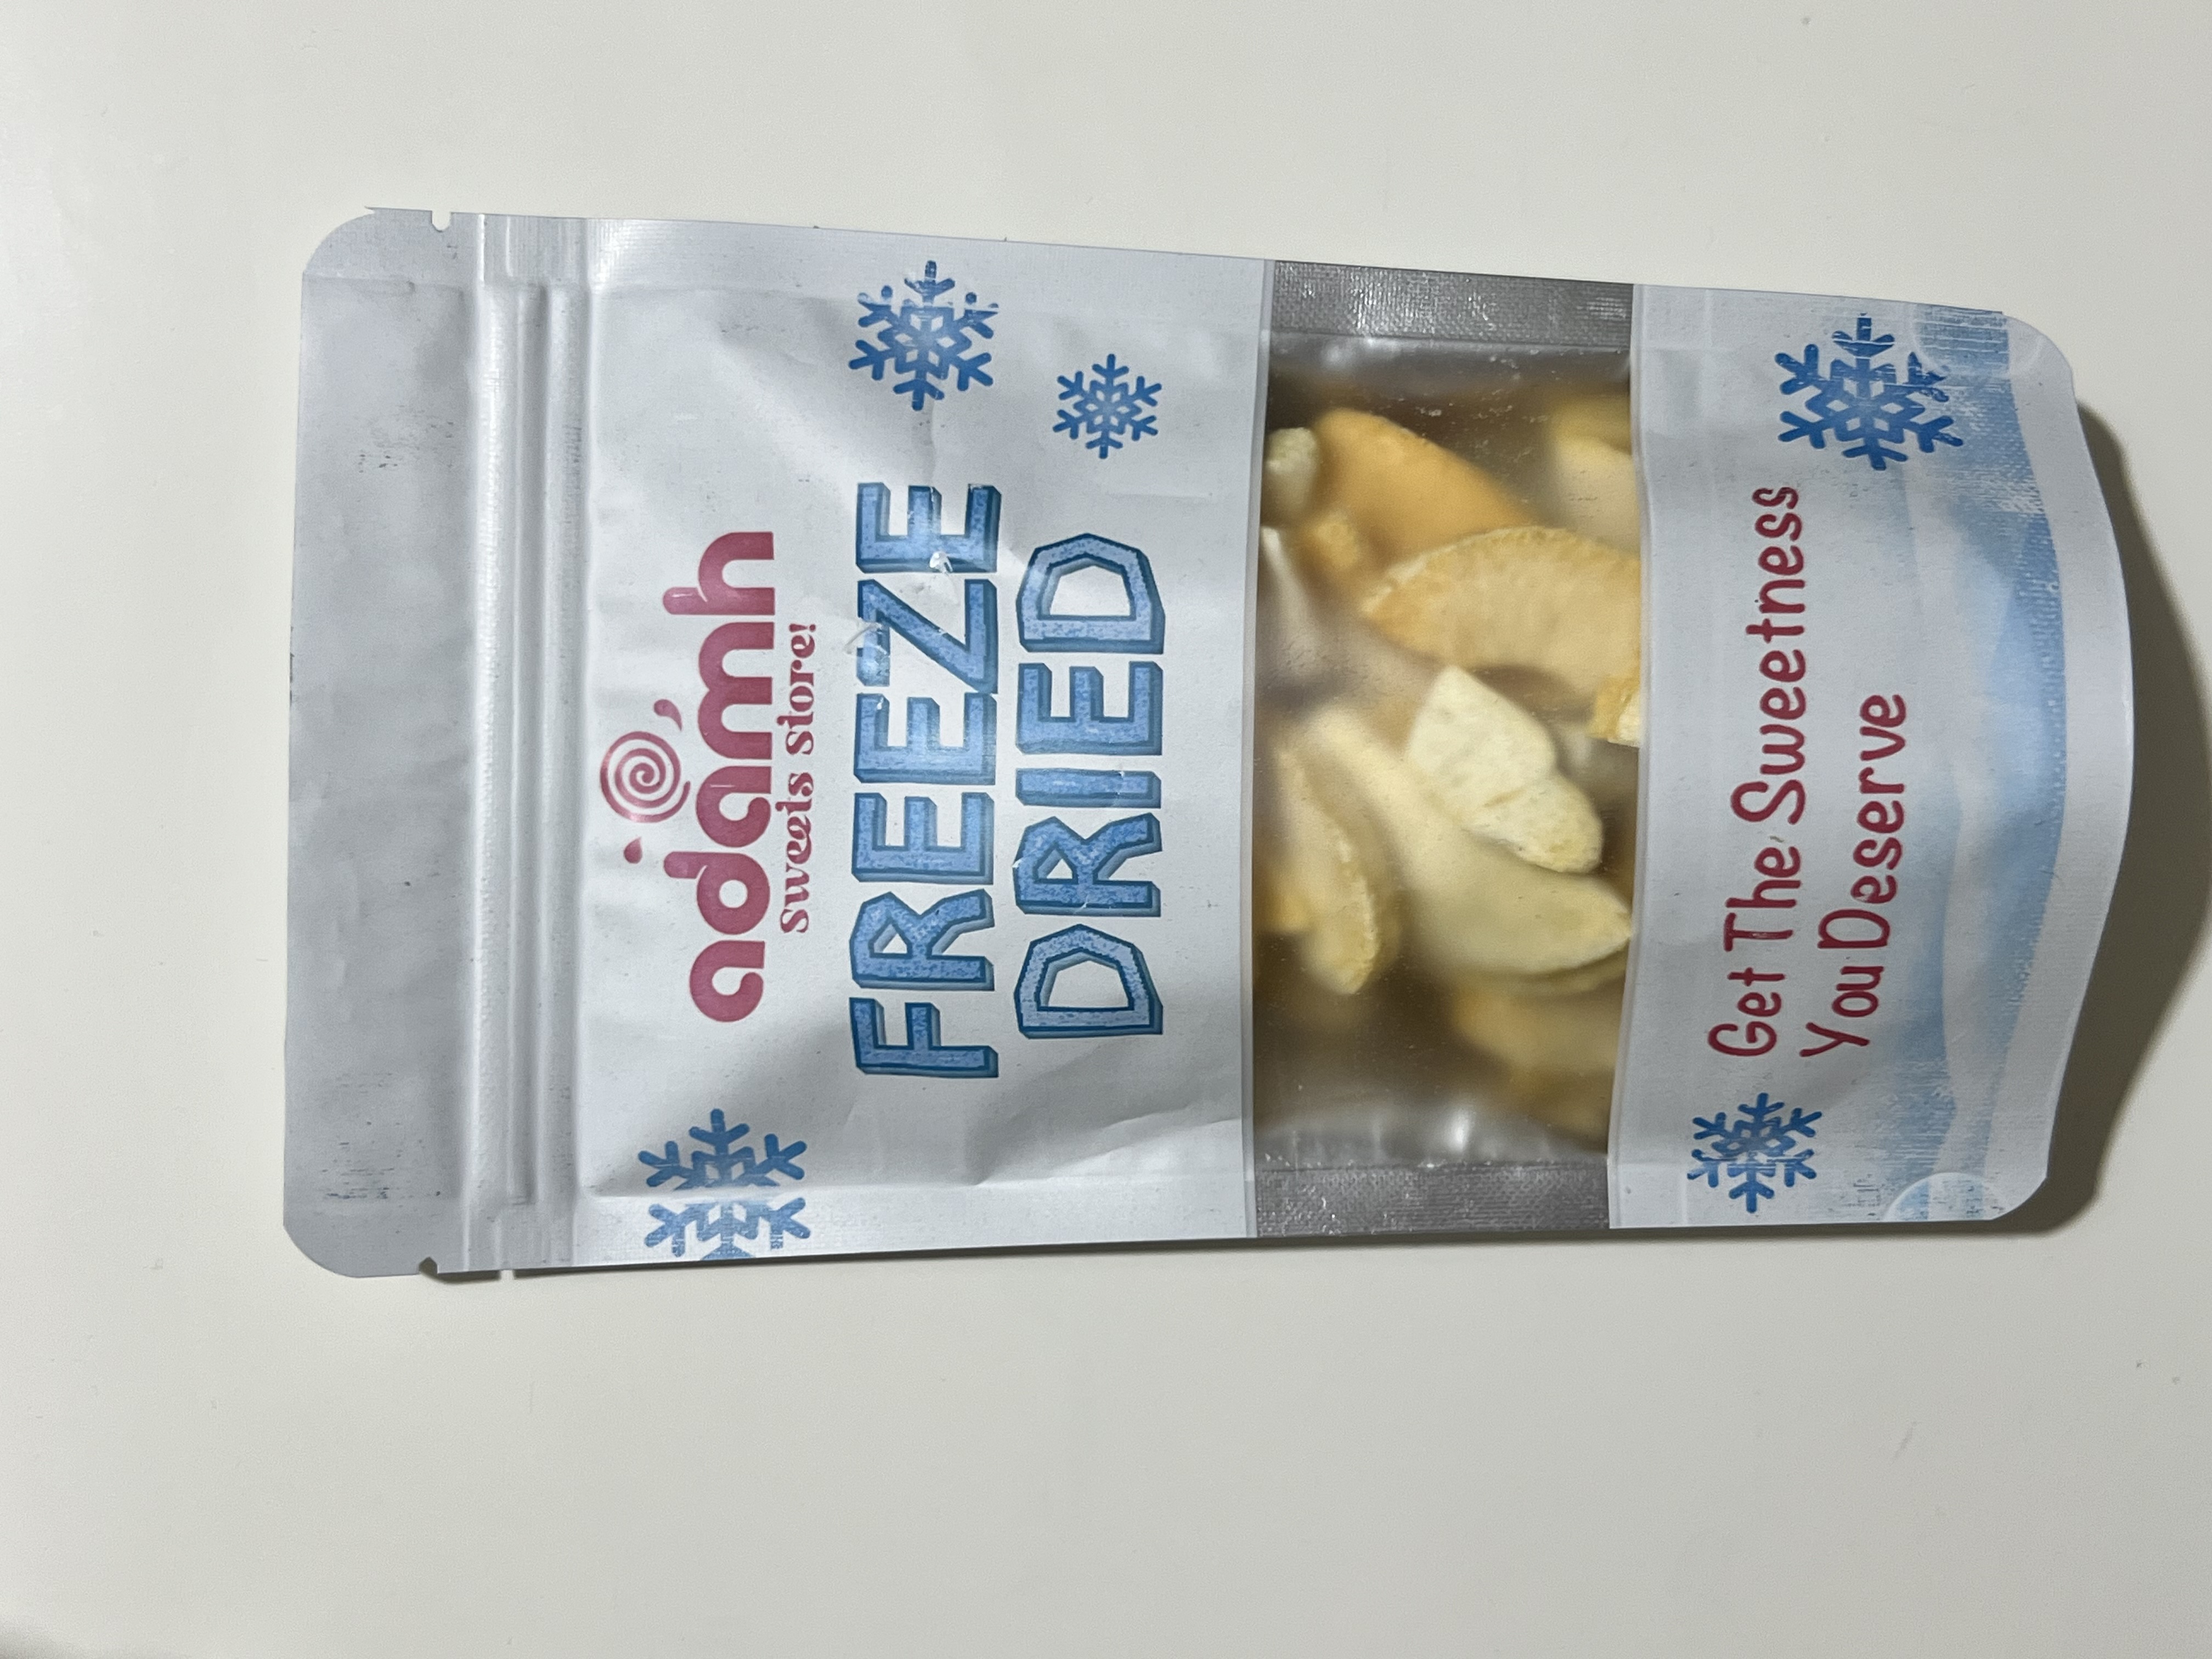 adamh
Sweets Store!
FREEZE
DRIED
Get The Sweetness
You Deserve